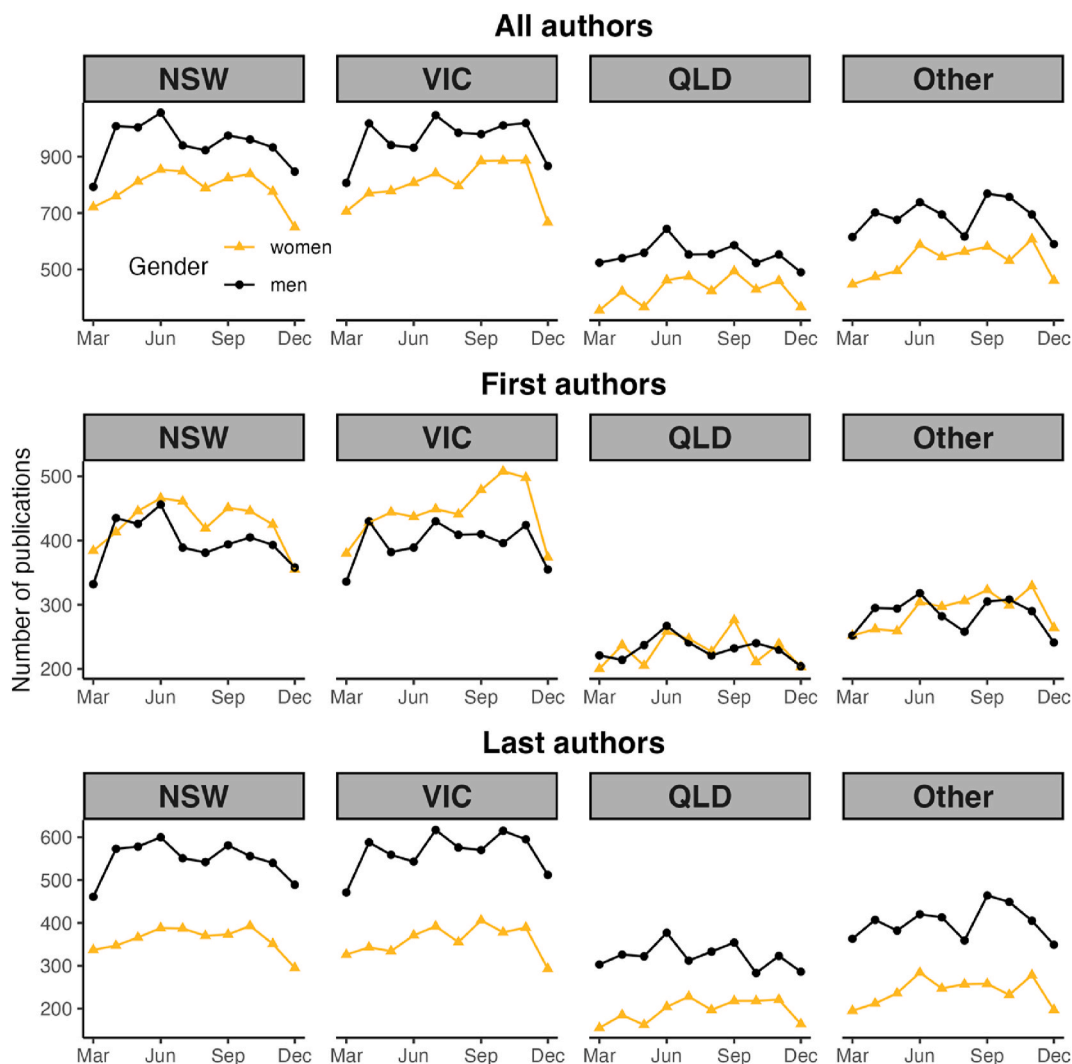 All authors
NSW VIC QLD Other
900
700
500
Gender
women
men
Mar Jun Sep Dec Mar Jun Sep Dec Mar Jun Sep Dec Mar Jun Sep Dec
First authors
NSW VIC QLD Other
Number of publications
500
400
300
200
Mar Jun Sep Dec Mar Jun Sep Dec Mar Jun Sep Dec Mar Jun Sep Dec
Last authors
NSW VIC QLD Other
600
500
400
300
200
Mar Jun Sep Dec Mar Jun Sep Dec Mar Jun Sep Dec Mar Jun Sep Dec